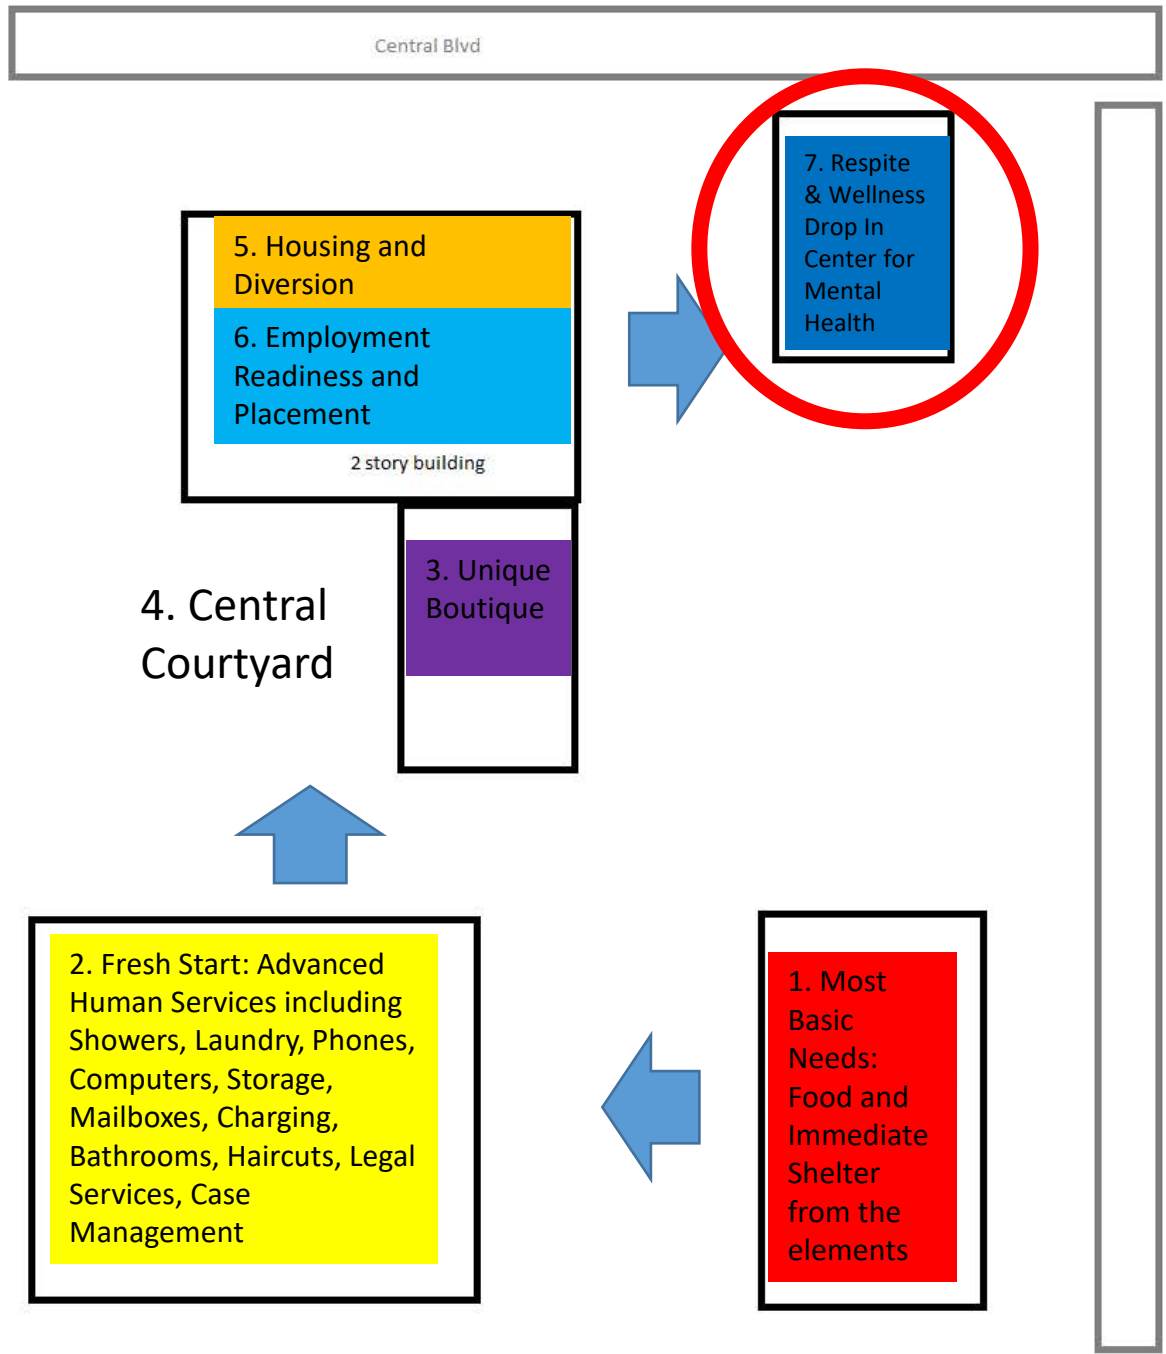 Central Blvd
7. Respite
& Wellness
Drop In
Center for
Mental
Health
5. Housing and
Diversion
6. Employment
Readiness and
Placement
2 story building
3. Unique
Boutique
4. Central
Courtyard
2. Fresh Start: Advanced
Human Services including
Showers, Laundry, Phones,
Computers, Storage,
Mailboxes, Charging,
Bathrooms, Haircuts, Legal
Services, Case
Management
1. Most
Basic
Needs:
Food and
Immediate
Shelter
from the
elements